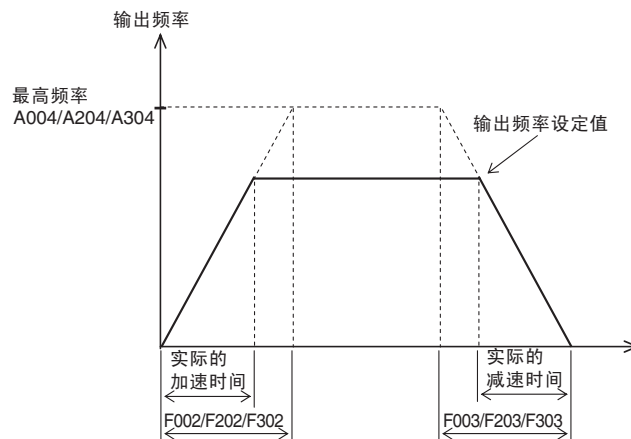 输出频率
最高频率
A004/A204/A304
输出频率设定值
实际的
加速时间
实际的
减速时间
F002/F202/F302
F003/F203/F303